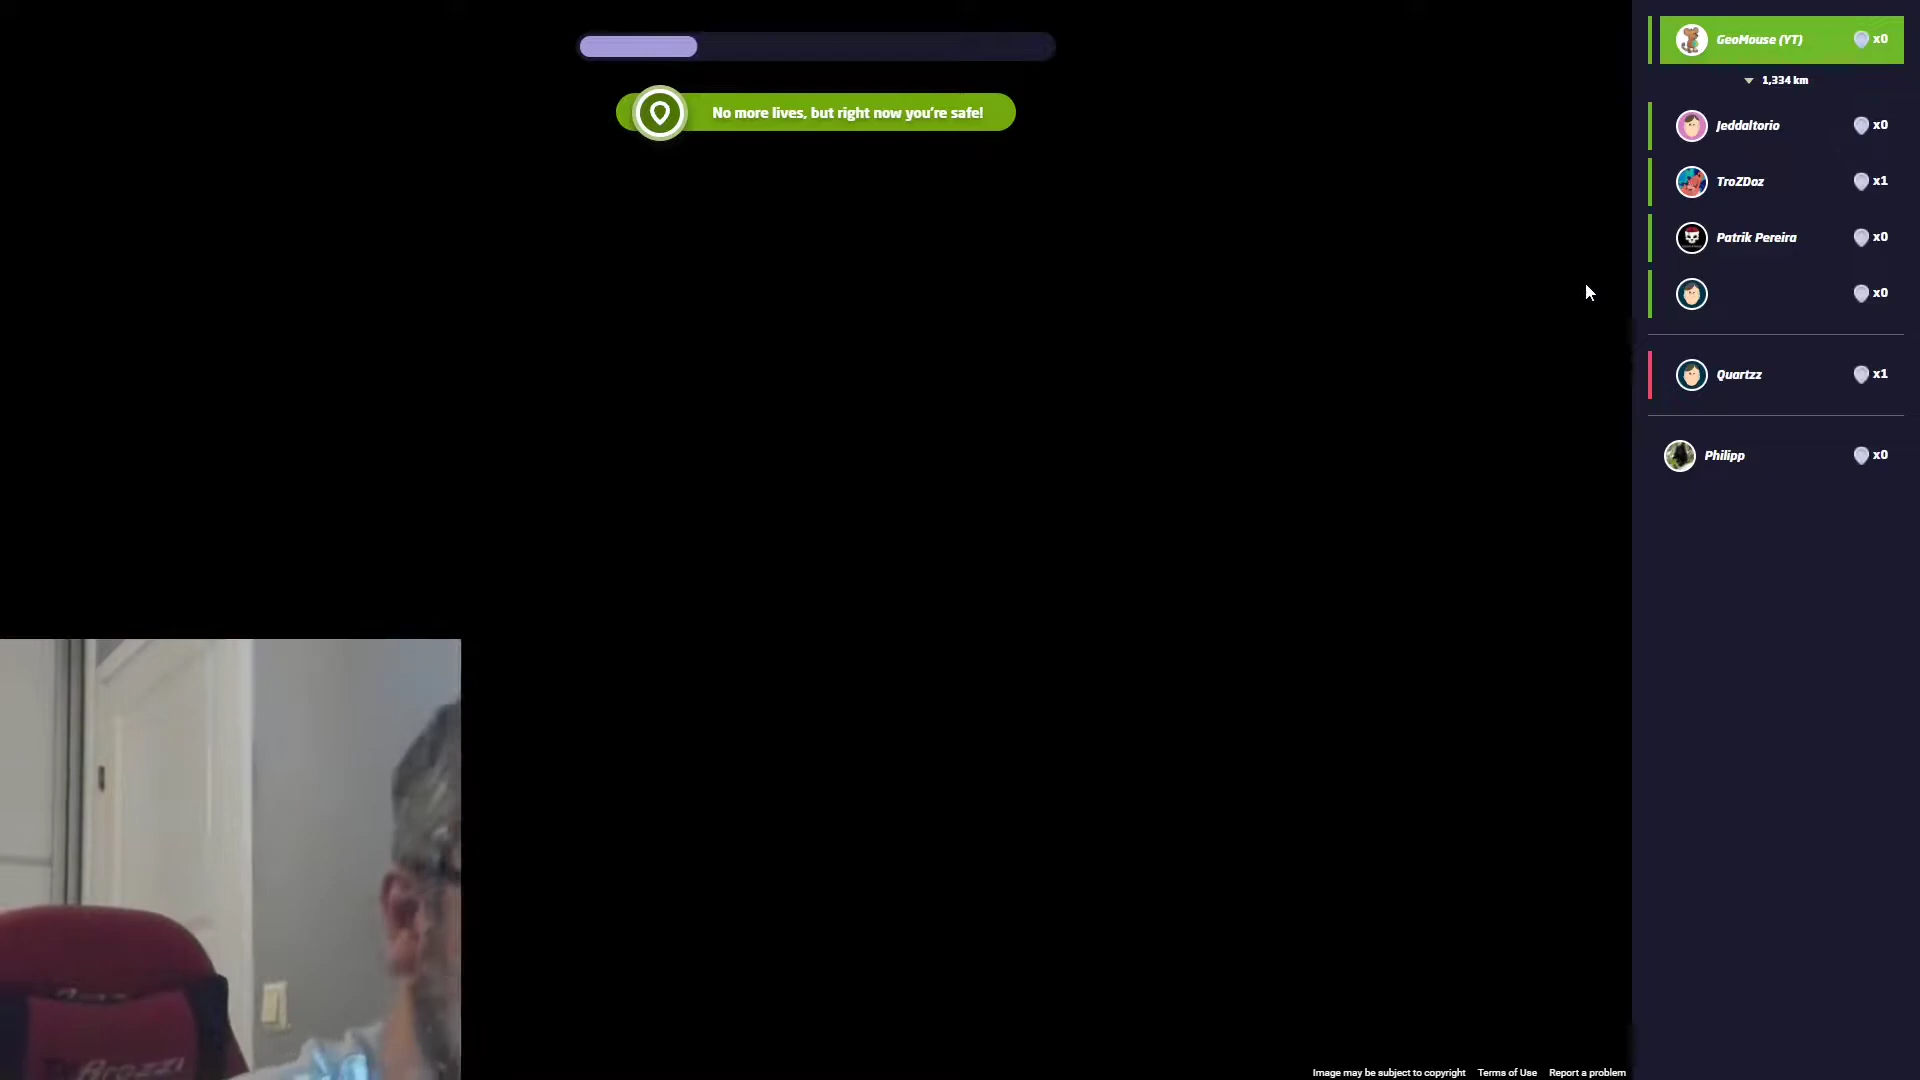 No more lives, but right now you're safe!
GeoMouse (YT) x0
1,334 km
Jeddaltorio x0
TroZDoz x1
Patrik Pereira x0
x0
Quartzz x1
Philipp x0
Arozzi
Image may be subject to copyright Terms of Use Report a problem